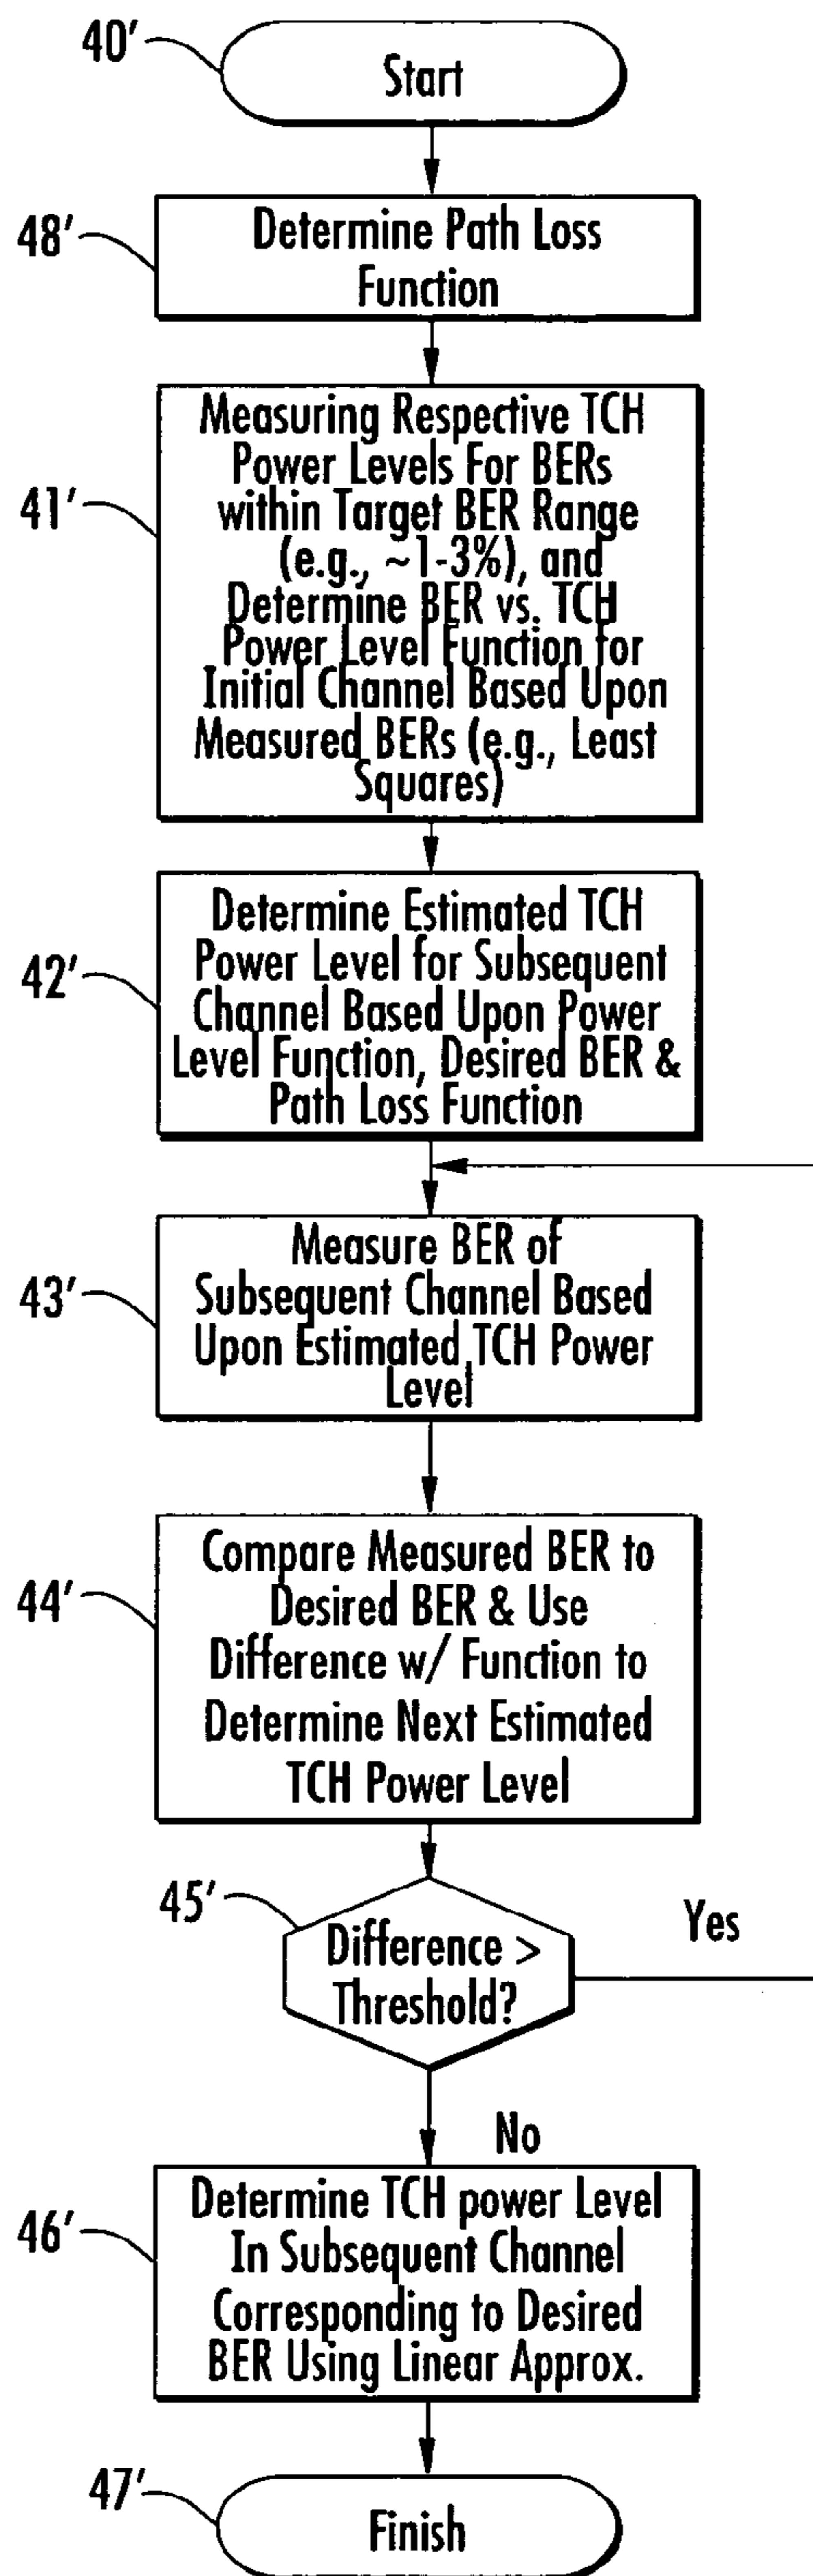 40'
Start
48'
Determine Path Loss
Function
41'
Measuring Respective TCH
Power Levels For BERs
within Target BER Range
(e.g., ~1-3%), and
Determine BER vs. TCH
Power Level Function for
Initial Channel Based Upon
Measured BERs (e.g., Least
Squares)
42'
Determine Estimated TCH
Power Level for Subsequent
Channel Based Upon Power
Level Function, Desired BER &
Path Loss Function
43'
Measure BER of
Subsequent Channel Based
Upon Estimated TCH Power
Level
44'
Compare Measured BER to
Desired BER & Use
Difference w/ Function to
Determine Next Estimated
TCH Power Level
45'
Difference >
Threshold?
Yes
No
46'
Determine TCH power Level
In Subsequent Channel
Corresponding to Desired
BER Using Linear Approx.
47'
Finish